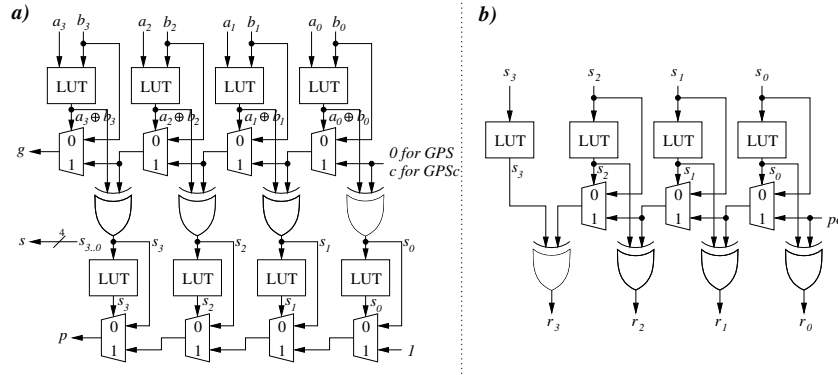 a)
b)
a3 b3 a2 b2 a1 b1 a0 b0
s3 s2 s1 s0
LUT LUT LUT LUT
LUT LUT LUT LUT
a3 ⊕ b3 a2 ⊕ b2 a1 ⊕ b1 a0 ⊕ b0
g 0 0 0 0 0 for GPS
1 1 1 1 c for GPSc
s3 s2 s1 s0
0 0 0
1 1 1
s 4 s3..0 s3 s2 s1 s0
LUT LUT LUT LUT
s3 s2 s1 s0
r3 r2 r1 r0
p 0 0 0 0
1 1 1 1 1